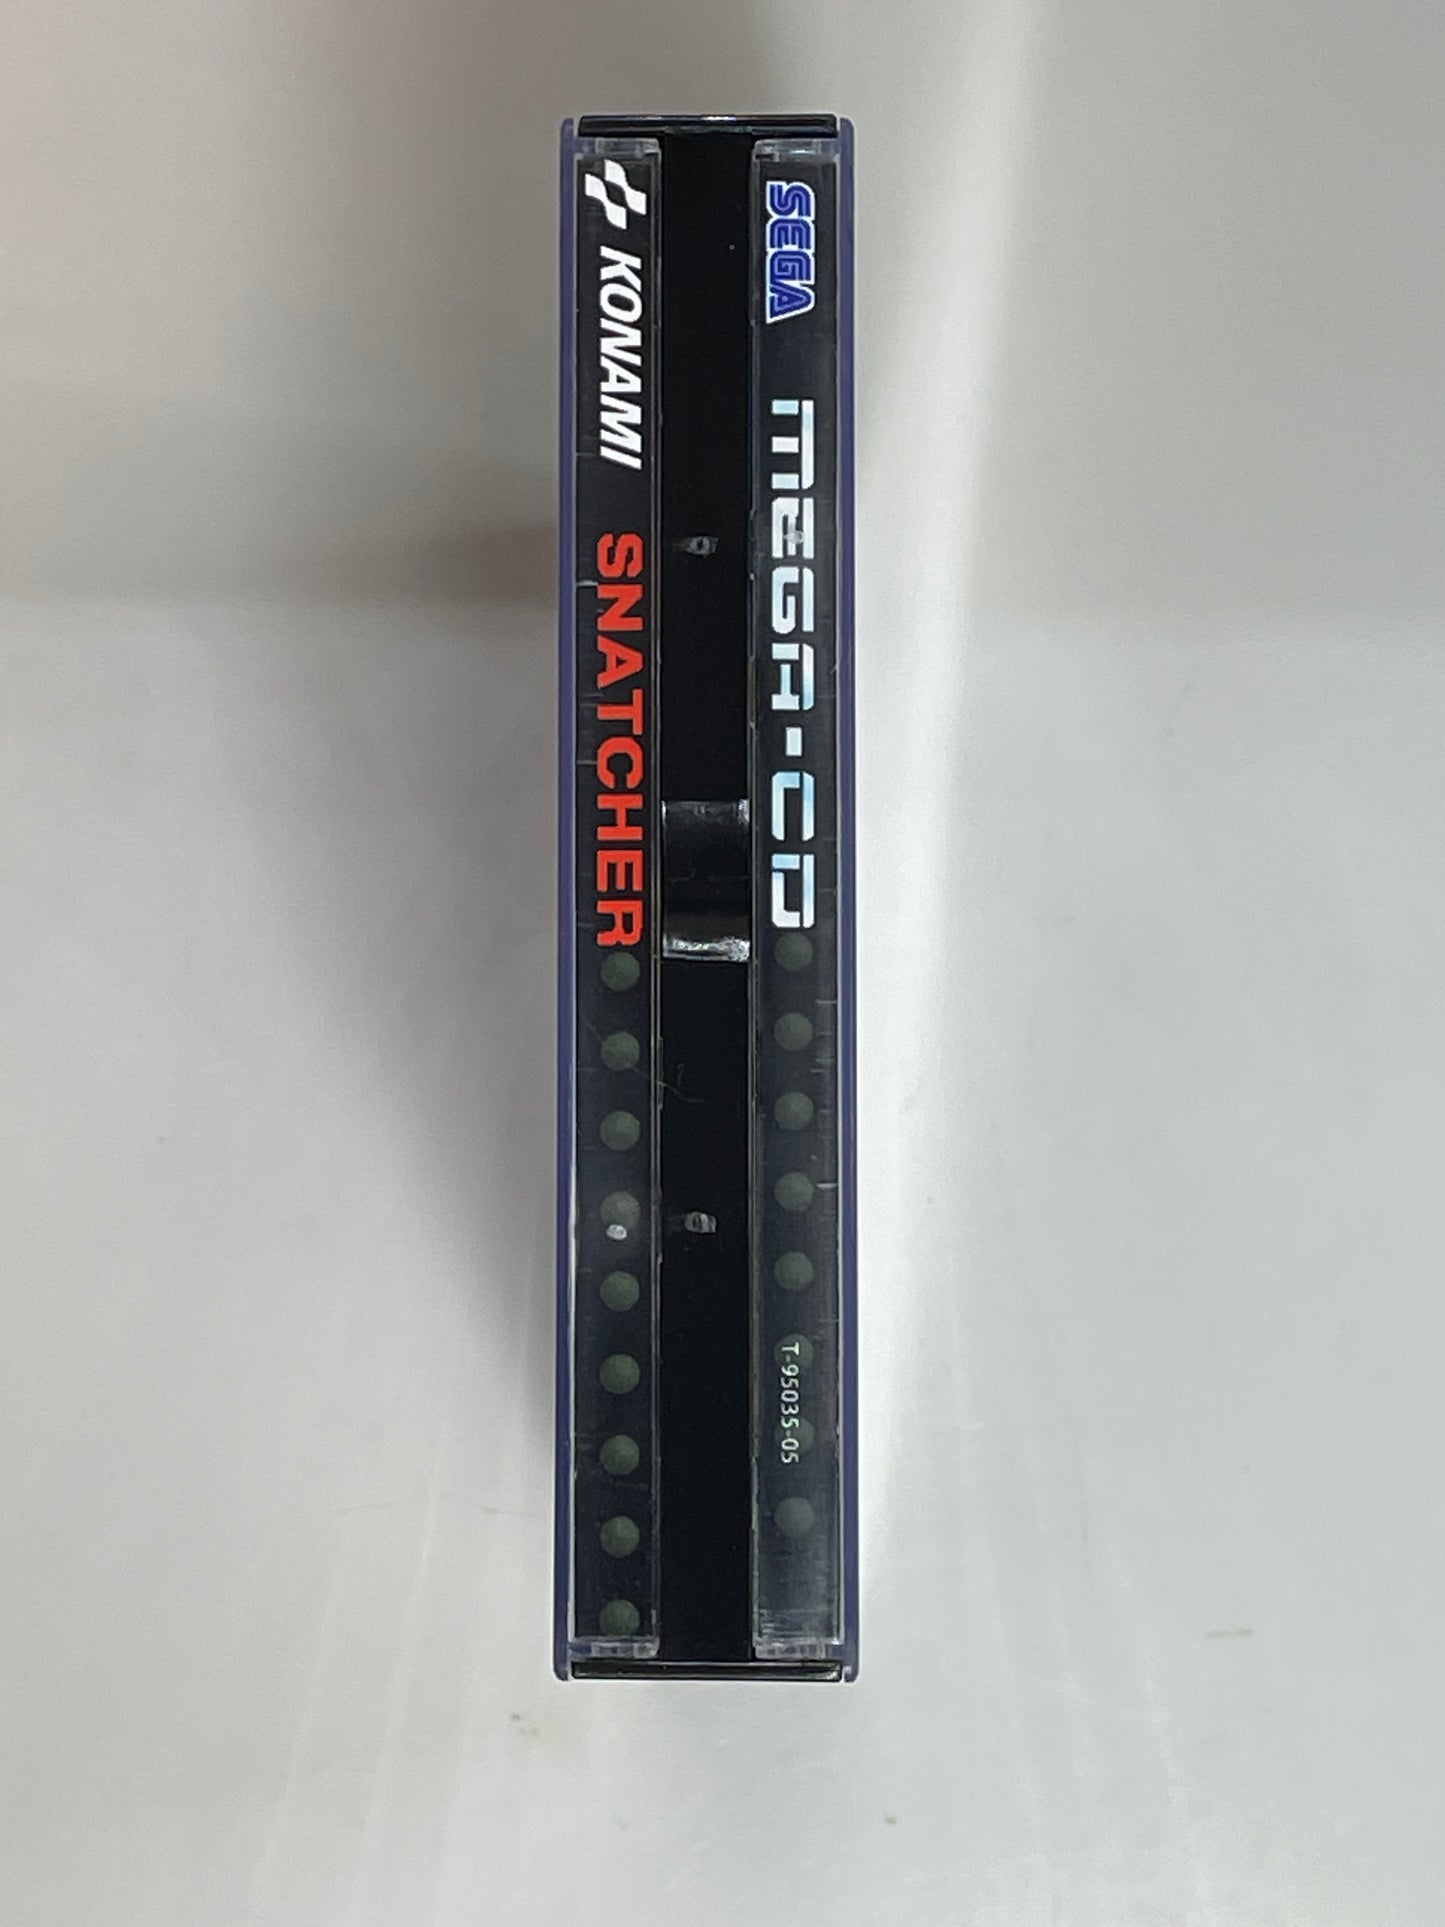 SEGA MEGA-CD T-95035-05
KONAMI SNATCHER